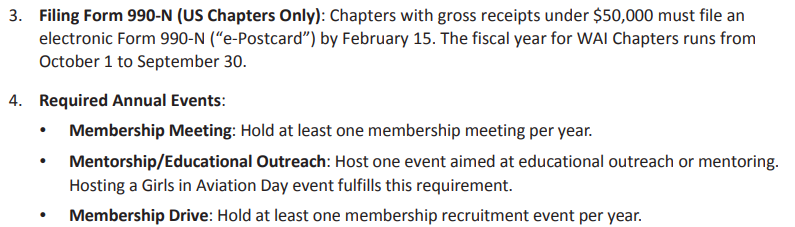 3. Filing Form 990-N (US Chapters Only): Chapters with gross receipts under $50,000 must file an
electronic Form 990-N (“e-Postcard”) by February 15. The fiscal year for WAI Chapters runs from
October 1 to September 30.
4. Required Annual Events:
• Membership Meeting: Hold at least one membership meeting per year.
• Mentorship/Educational Outreach: Host one event aimed at educational outreach or mentoring.
Hosting a Girls in Aviation Day event fulfills this requirement.
• Membership Drive: Hold at least one membership recruitment event per year.